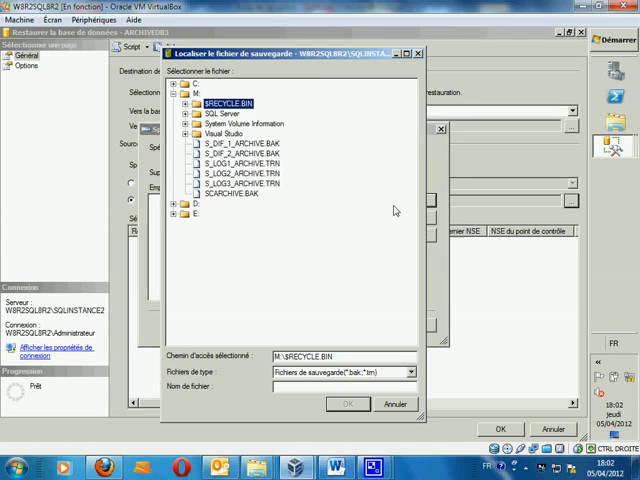 W8R2SQL8R2 [En fonction] - Oracle VM VirtualBox
Machine Écran Périphériques Aide
Restaurer la base de données - ARCHIVEDB3
Démarrer
Sélectionner une page
Général
Options
Script
Destination de
Sélectionner
restauration.
Vers la base
Source
Localiser le fichier de sauvegarde - W8R2SQL8R2\SQLINSTA...
Sélectionner le fichier :
C:
M:
$RECYCLE.BIN
SQL Server
System Volume Information
Visual Studio
S_DIF_1_ARCHIVE.BAK
S_DIF_2_ARCHIVE.BAK
S_LOG1_ARCHIVE.TRN
S_LOG2_ARCHIVE.TRN
S_LOG3_ARCHIVE.TRN
SCARCHIVE.BAK
D:
E:
ernier NSE NSE du point de contrôle
Connexion
Serveur :
W8R2SQL8R2\SQLINSTANCE2
Connexion :
W8R2SQL8R2\Administrateur
Afficher les propriétés de connexion
Progression
Prêt
Chemin d'accès sélectionné : M:\$RECYCLE.BIN
Fichiers de type : Fichiers de sauvegarde(*.bak;*.trn)
Nom de fichier :
OK Annuler
OK Annuler
FR
18:02
jeudi
05/04/2012
CTRL DROITE
FR
18:02
05/04/2012